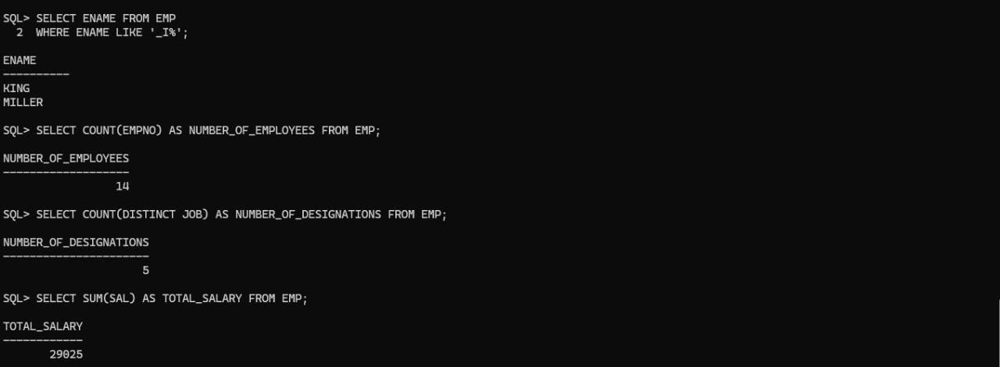 SQL> SELECT ENAME FROM EMP
  2  WHERE ENAME LIKE '_I%';
ENAME
----------
KING
MILLER
SQL> SELECT COUNT(EMPNO) AS NUMBER_OF_EMPLOYEES FROM EMP;
NUMBER_OF_EMPLOYEES
-------------------
                 14
SQL> SELECT COUNT(DISTINCT JOB) AS NUMBER_OF_DESIGNATIONS FROM EMP;
NUMBER_OF_DESIGNATIONS
----------------------
                     5
SQL> SELECT SUM(SAL) AS TOTAL_SALARY FROM EMP;
TOTAL_SALARY
------------
       29025